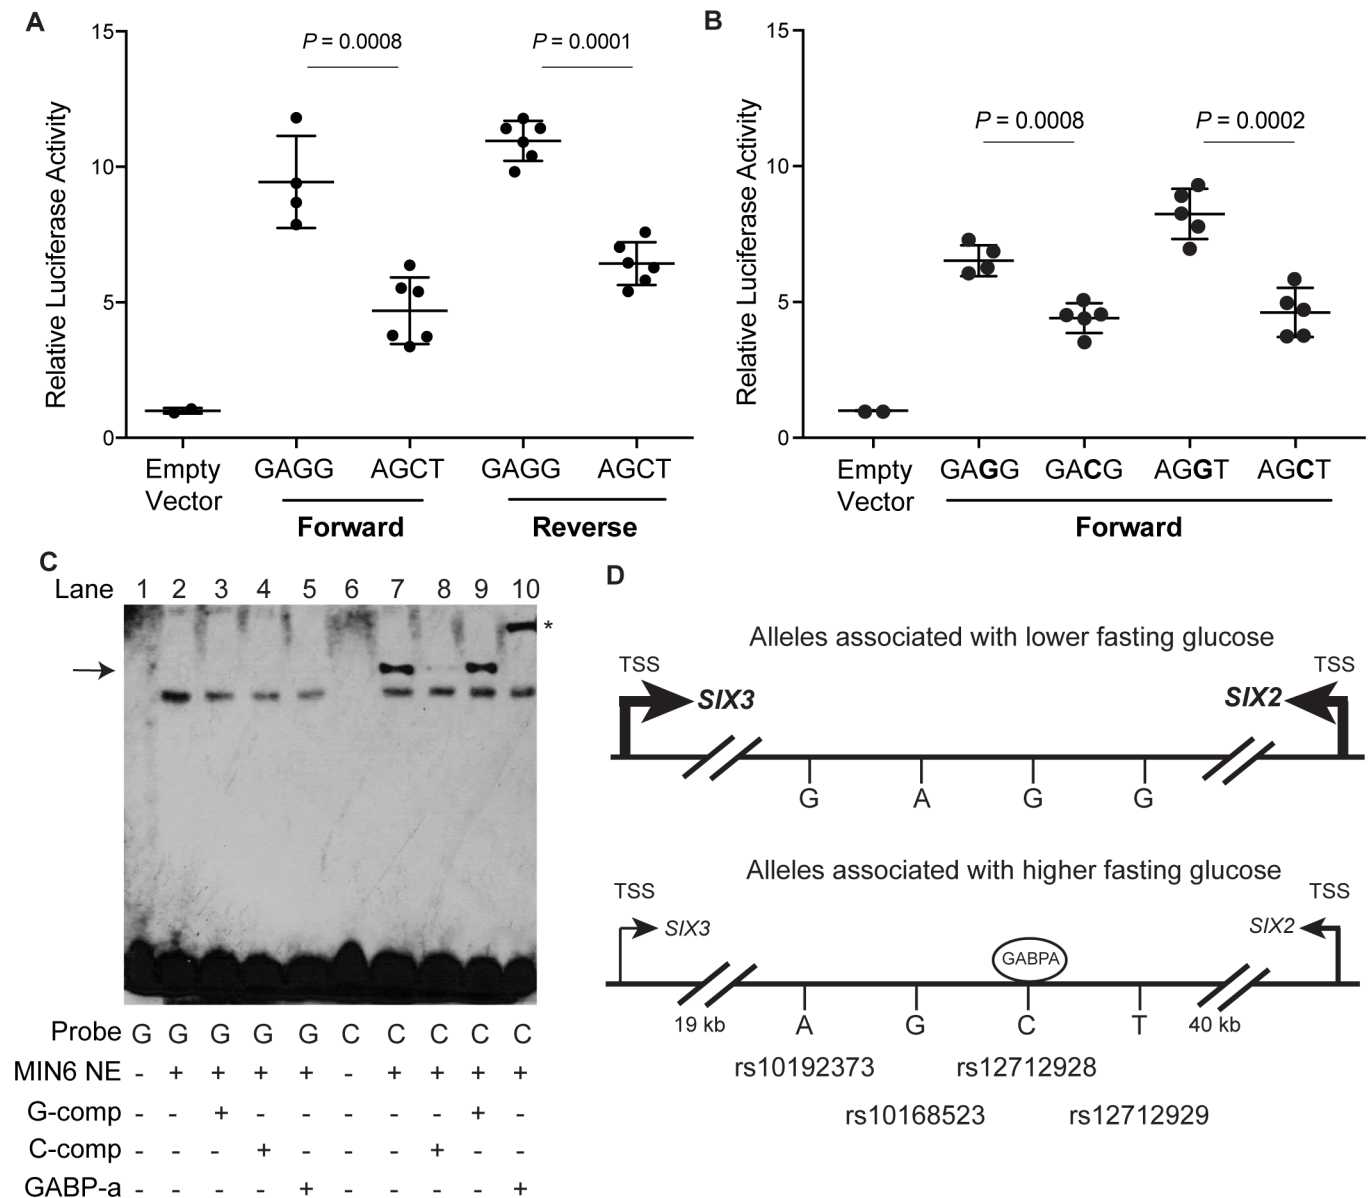 A
15
10
5
0
Relative Luciferase Activity
P = 0.0008
P = 0.0001
Empty
Vector
GAGG
AGCT
GAGG
AGCT
Forward
Reverse
B
15
10
5
0
Relative Luciferase Activity
P = 0.0008
P = 0.0002
Empty
Vector
GAGG
GACG
AGGT
AGCT
Forward
C
Lane 1 2 3 4 5 6 7 8 9 10
*
Probe G G G G G C C C C C
MIN6 NE - + + + + - + + + +
G-comp - - + - - - - - + -
C-comp - - - + - - - + - -
GABP-a - - - - + - - - - +
D
Alleles associated with lower fasting glucose
TSS
TSS
SIX3
SIX2
G A G G
Alleles associated with higher fasting glucose
TSS
TSS
SIX3
SIX2
GABPA
19 kb
A G C T
40 kb
rs10192373
rs12712928
rs10168523
rs12712929